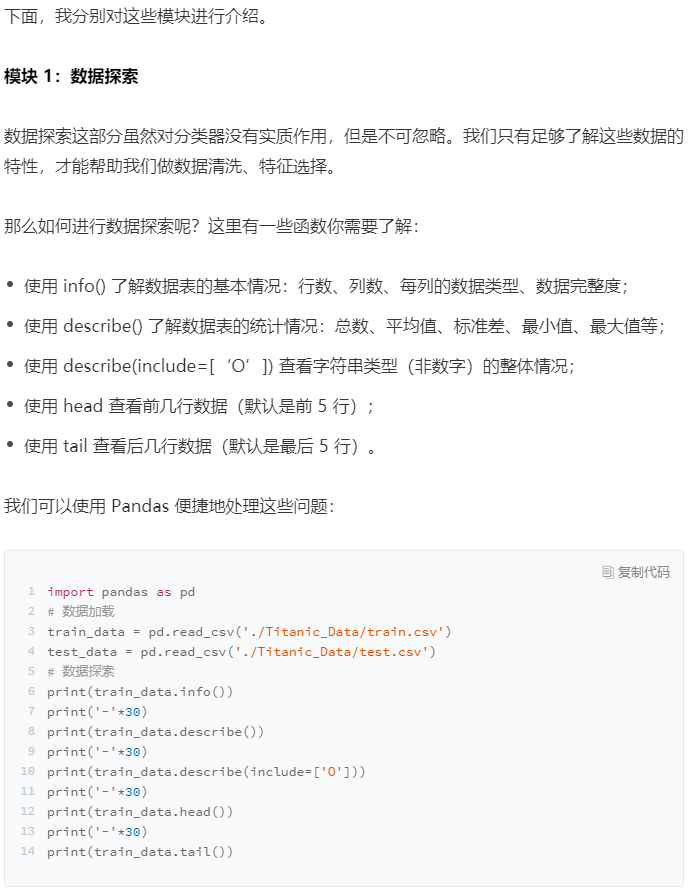 下面，我分别对这些模块进行介绍。
模块 1：数据探索
数据探索这部分虽然对分类器没有实质作用，但是不可忽略。我们只有足够了解这些数据的
特性，才能帮助我们做数据清洗、特征选择。
那么如何进行数据探索呢？这里有一些函数你需要了解：
• 使用 info() 了解数据表的基本情况：行数、列数、每列的数据类型、数据完整度；
• 使用 describe() 了解数据表的统计情况：总数、平均值、标准差、最小值、最大值等；
• 使用 describe(include=[‘O’]) 查看字符串类型（非数字）的整体情况；
• 使用 head 查看前几行数据（默认是前 5 行）；
• 使用 tail 查看后几行数据（默认是最后 5 行）。
我们可以使用 Pandas 便捷地处理这些问题：
复制代码
1 import pandas as pd
2 # 数据加载
3 train_data = pd.read_csv('./Titanic_Data/train.csv')
4 test_data = pd.read_csv('./Titanic_Data/test.csv')
5 # 数据探索
6 print(train_data.info())
7 print('-'*30)
8 print(train_data.describe())
9 print('-'*30)
10 print(train_data.describe(include=['O']))
11 print('-'*30)
12 print(train_data.head())
13 print('-'*30)
14 print(train_data.tail())